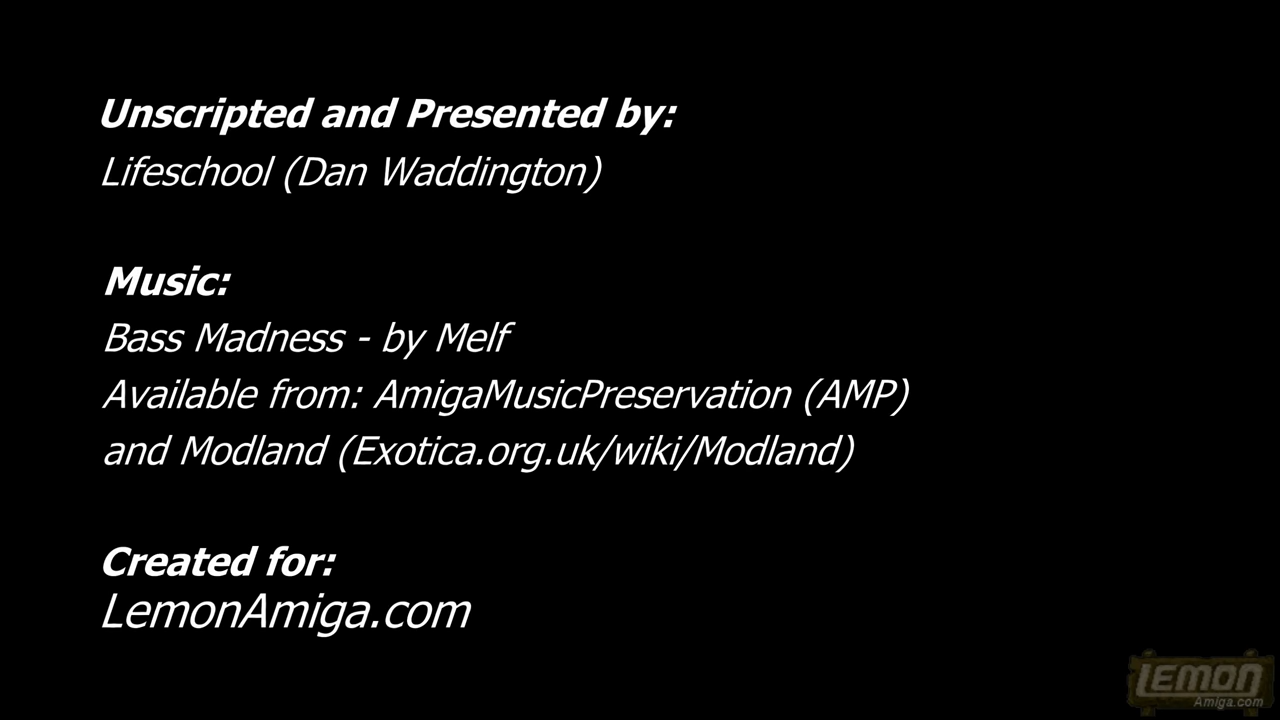 Unscripted and Presented by:
Lifeschool (Dan Waddington)
Music:
Bass Madness - by Melf
Available from: AmigaMusicPreservation (AMP)
and Modland (Exotica.org.uk/wiki/Modland)
Created for:
LemonAmiga.com
LEMON
Amiga.com